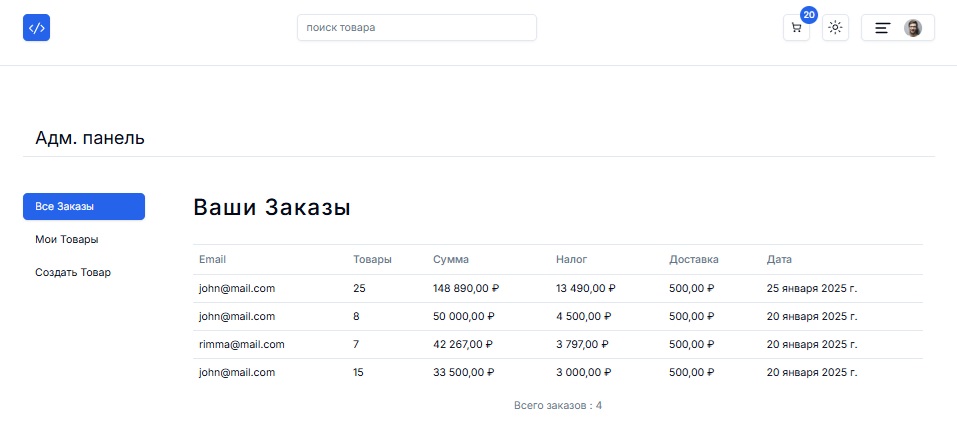 </>
поиск товара
20
Адм. панель
Все Заказы
Мои Товары
Создать Товар
Ваши Заказы
Email Товары Сумма Налог Доставка Дата
john@mail.com 25 148 890,00 ₽ 13 490,00 ₽ 500,00 ₽ 25 января 2025 г.
john@mail.com 8 50 000,00 ₽ 4 500,00 ₽ 500,00 ₽ 20 января 2025 г.
rimma@mail.com 7 42 267,00 ₽ 3 797,00 ₽ 500,00 ₽ 20 января 2025 г.
john@mail.com 15 33 500,00 ₽ 3 000,00 ₽ 500,00 ₽ 20 января 2025 г.
Всего заказов : 4